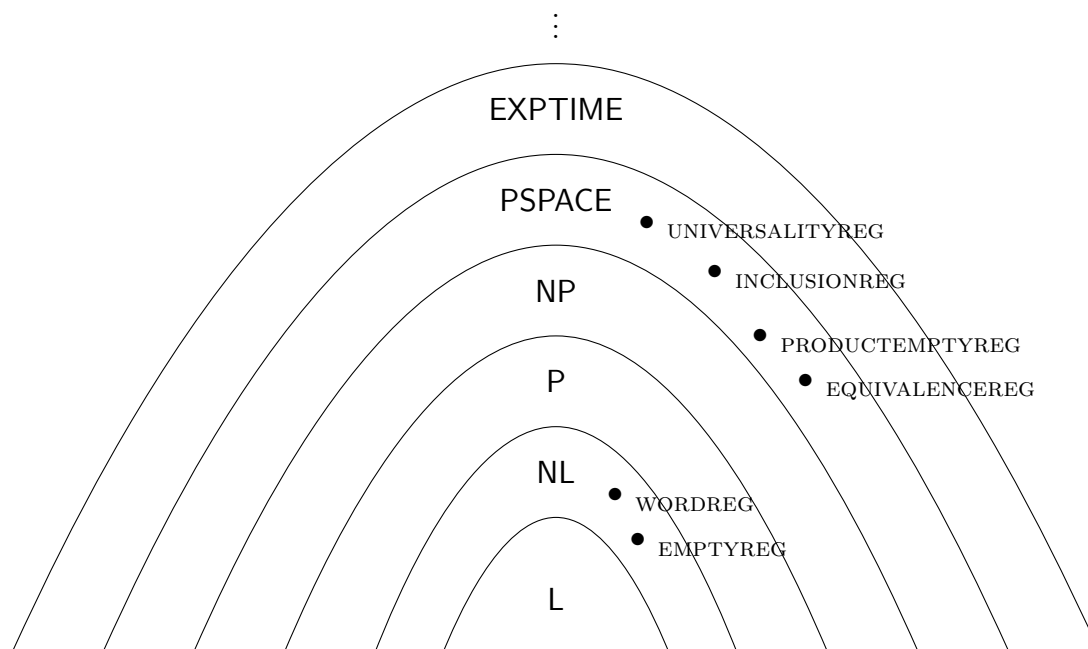 ⋮
EXPTIME
PSPACE
UNIVERSALITYREG
INCLUSIONREG
NP
PRODUCTEMPTYREG
P
EQUIVALENCEREG
NL
WORDREG
EMPTYREG
L